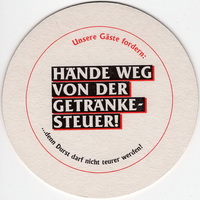 Unsere Gäste fordern:
HÄNDE WEG
VON DER
GETRÄNKE-
STEUER!
...denn Durst darf nicht teurer werden!